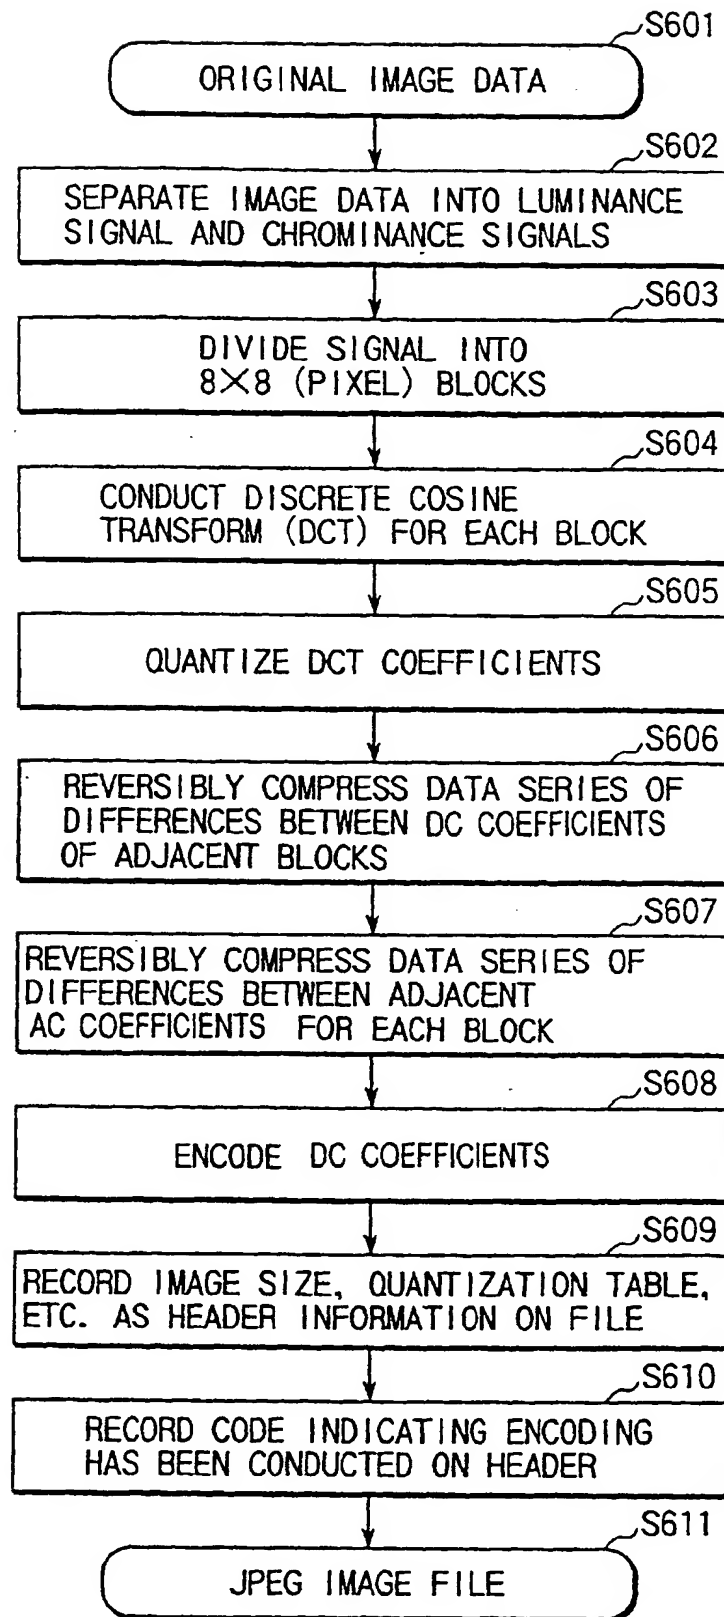 S601
ORIGINAL IMAGE DATA
S602
SEPARATE IMAGE DATA INTO LUMINANCE
SIGNAL AND CHROMINANCE SIGNALS
S603
DIVIDE SIGNAL INTO
8×8 (PIXEL) BLOCKS
S604
CONDUCT DISCRETE COSINE
TRANSFORM (DCT) FOR EACH BLOCK
S605
QUANTIZE DCT COEFFICIENTS
S606
REVERSIBLY COMPRESS DATA SERIES OF
DIFFERENCES BETWEEN DC COEFFICIENTS
OF ADJACENT BLOCKS
S607
REVERSIBLY COMPRESS DATA SERIES OF
DIFFERENCES BETWEEN ADJACENT
AC COEFFICIENTS FOR EACH BLOCK
S608
ENCODE DC COEFFICIENTS
S609
RECORD IMAGE SIZE, QUANTIZATION TABLE,
ETC. AS HEADER INFORMATION ON FILE
S610
RECORD CODE INDICATING ENCODING
HAS BEEN CONDUCTED ON HEADER
S611
JPEG IMAGE FILE